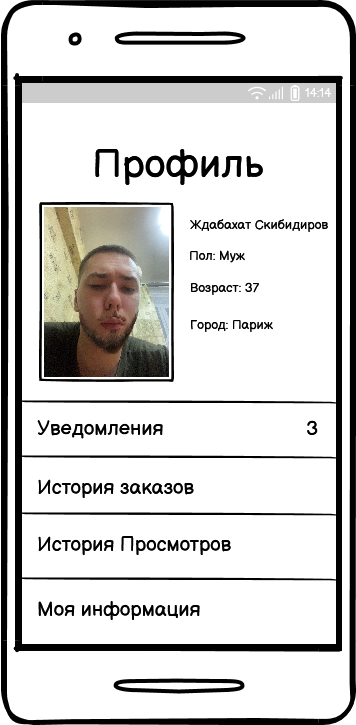 14:14
Профиль
Ждабахат Скибидиров
Пол: Муж
Возраст: 37
Город: Париж
Уведомления 3
История заказов
История Просмотров
Моя информация